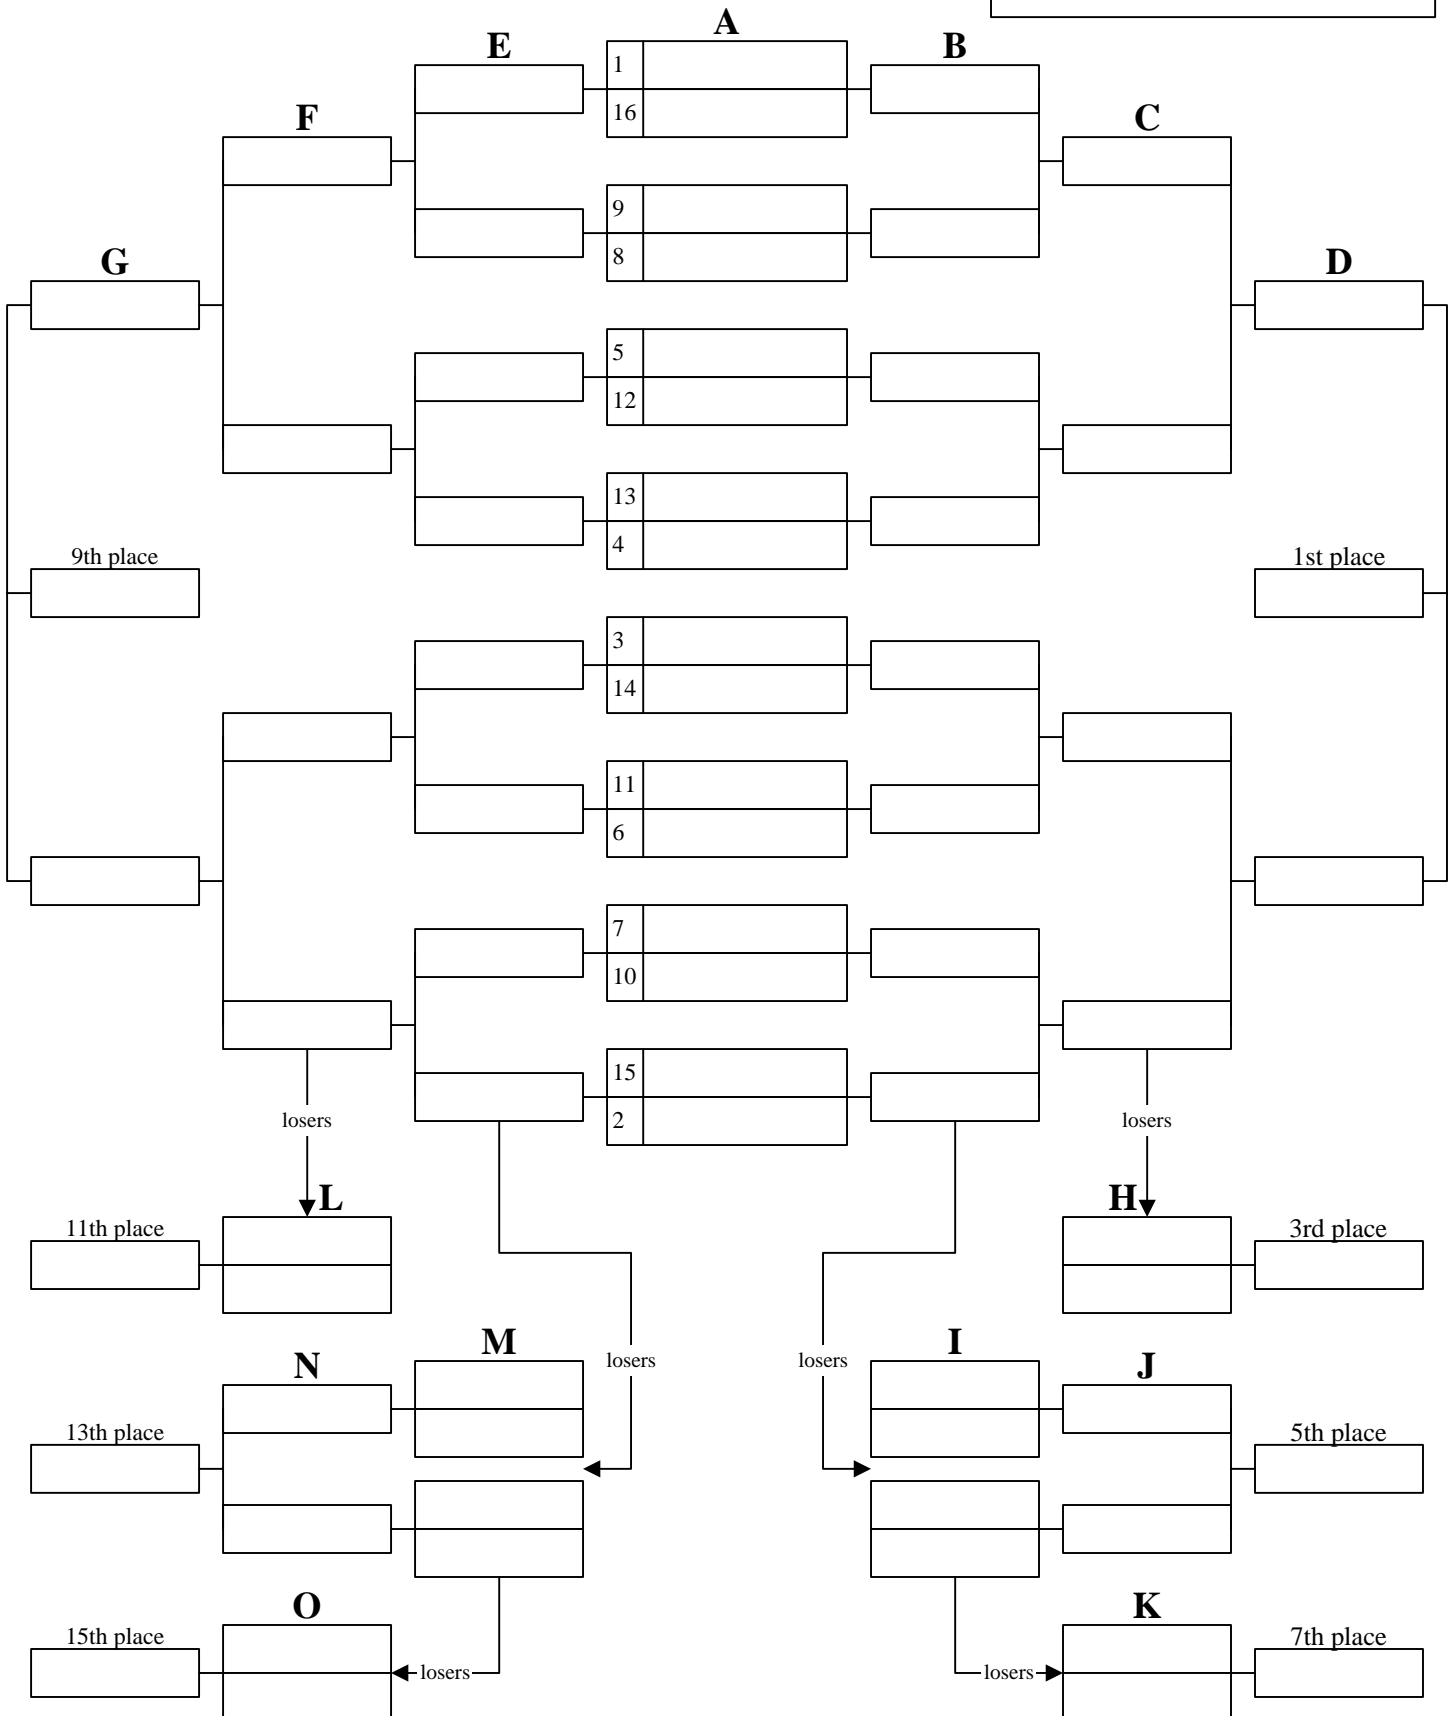 A
E
B
1
16
F
C
9
8
G
D
5
12
13
4
9th place
1st place
3
14
11
6
7
10
15
2
losers
losers
L
H
11th place
3rd place
M
I
losers
losers
N
J
13th place
5th place
O
K
15th place
7th place
losers
losers